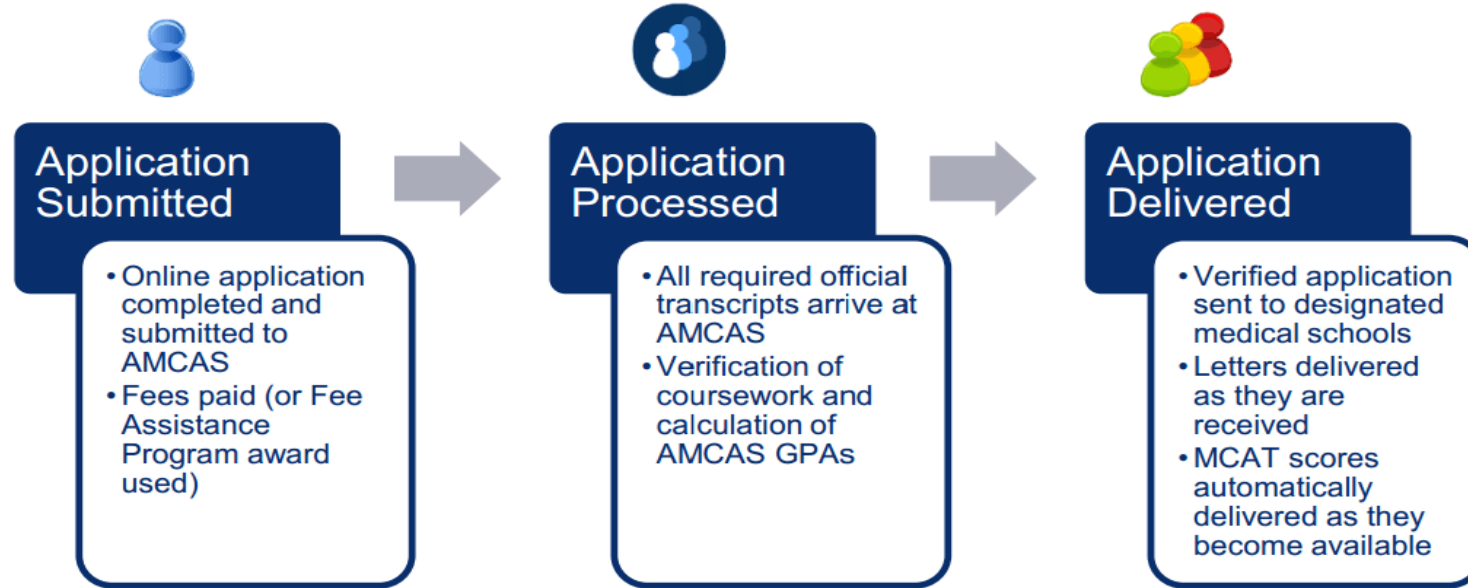 Application
Submitted
• Online application
completed and
submitted to
AMCAS
• Fees paid (or Fee
Assistance
Program award
used)
Application
Processed
• All required official
transcripts arrive at
AMCAS
• Verification of
coursework and
calculation of
AMCAS GPAs
Application
Delivered
• Verified application
sent to designated
medical schools
• Letters delivered
as they are
received
• MCAT scores
automatically
delivered as they
become available